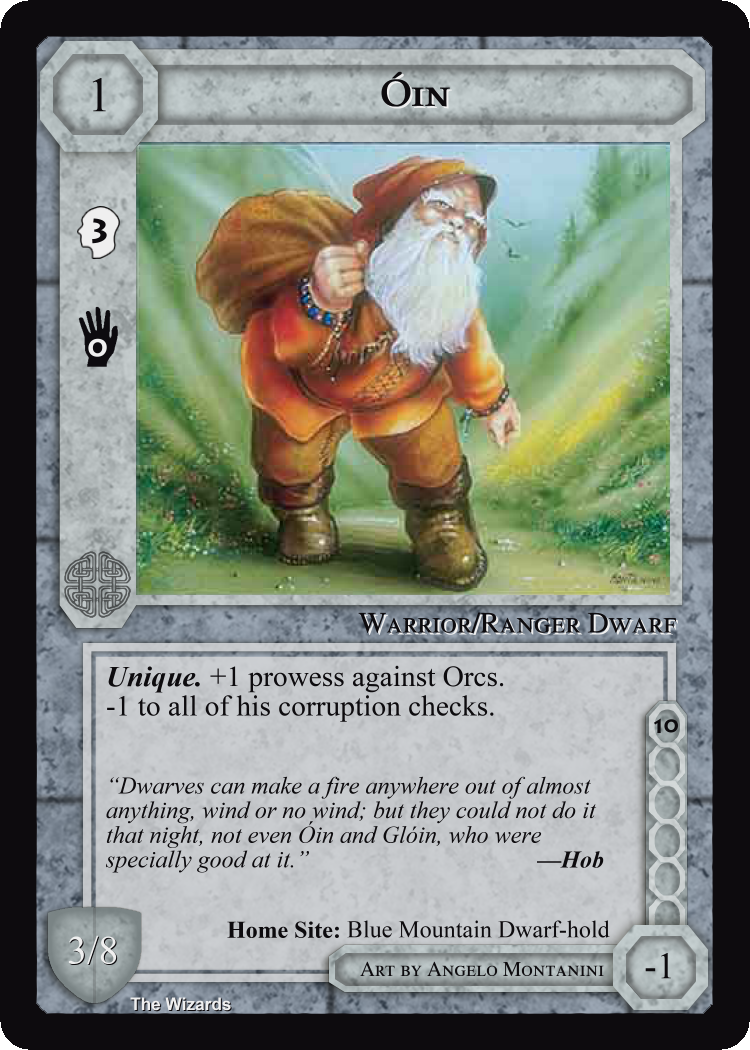 1
Óin
3
0
Montanini
Warrior/Ranger Dwarf
Unique. +1 prowess against Orcs.
-1 to all of his corruption checks.
10
“Dwarves can make a fire anywhere out of almost
anything, wind or no wind; but they could not do it
that night, not even Óin and Glóin, who were
specially good at it.” —Hob
Home Site: Blue Mountain Dwarf-hold
3/8
Art by Angelo Montanini
-1
The Wizards